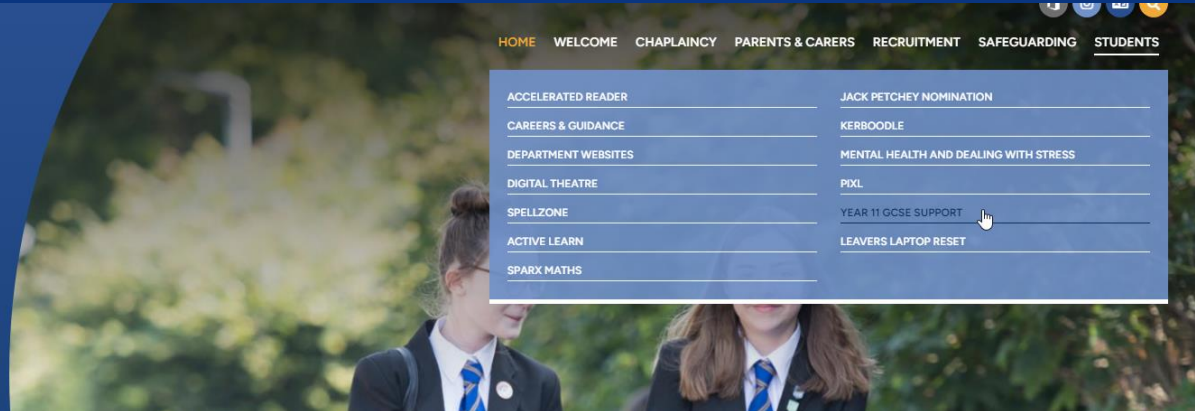 HOME WELCOME CHAPLAINCY PARENTS & CARERS RECRUITMENT SAFEGUARDING STUDENTS
ACCELERATED READER
CAREERS & GUIDANCE
DEPARTMENT WEBSITES
DIGITAL THEATRE
SPELLZONE
ACTIVE LEARN
SPARX MATHS
JACK PETCHEY NOMINATION
KERBOODLE
MENTAL HEALTH AND DEALING WITH STRESS
PIXL
YEAR 11 GCSE SUPPORT
LEAVERS LAPTOP RESET